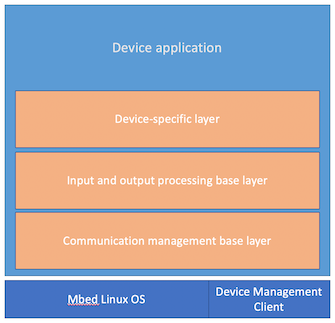 Device application
Device-specific layer
Input and output processing base layer
Communication management base layer
Mbed Linux OS
Device Management
Client